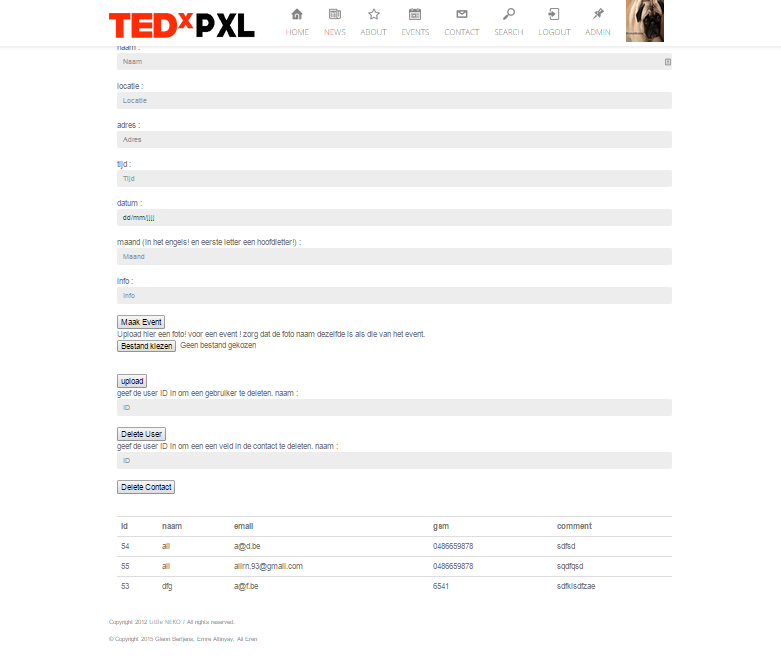 TEDxPXL
HOME NEWS ABOUT EVENTS CONTACT SEARCH LOGOUT ADMIN
naam :
Naam
locatie :
Locatie
adres :
Adres
tijd :
Tijd
datum :
dd/mm/jjjj
maand (in het engels! en eerste letter een hoofdletter!) :
Maand
info :
info
Maak Event
Upload hier een foto! voor een event ! zorg dat de foto naam dezelfde is als die van het event.
Bestand kiezen Geen bestand gekozen
upload
geef de user ID in om een gebruiker te deleten. naam :
ID
Delete User
geef de user ID in om een een veld in de contact te deleten. naam :
ID
Delete Contact
id naam email gsm comment
54 ali a@d.be 0486659878 sdfsd
55 ali alirn.93@gmail.com 0486659878 sqdfqsd
53 dfg a@f.be 6541 sdfklsdfzae
Copyright 2012 Little NEKO / All rights reserved.
© Copyright 2015 Glenn Bertjens, Emre Altinyay, Ali Eren